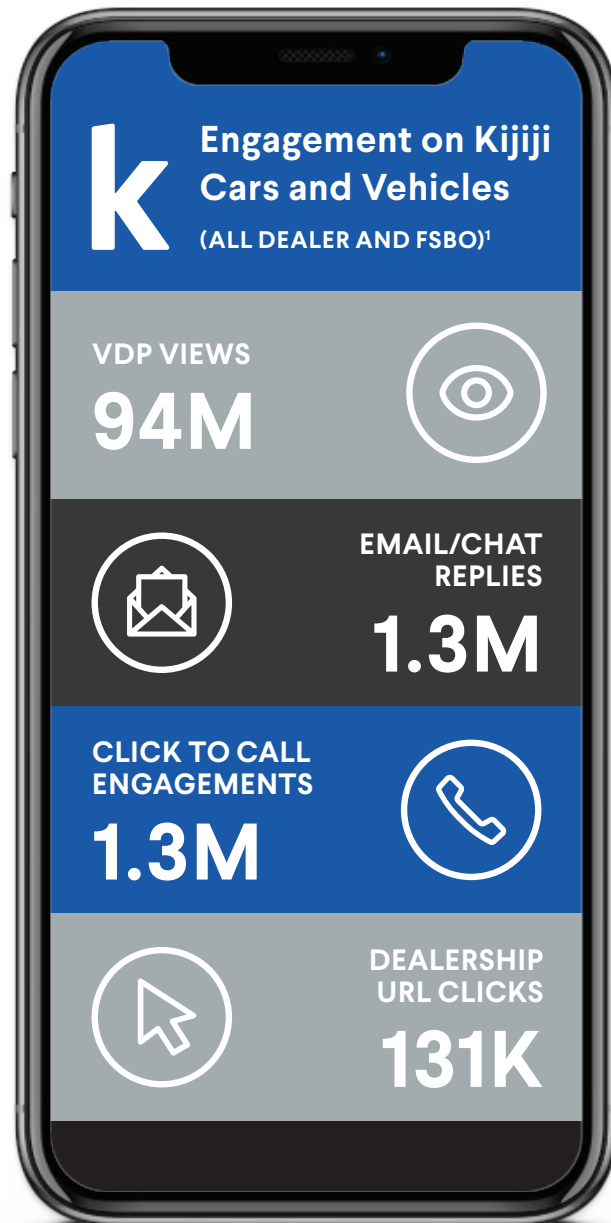 k
Engagement on Kijiji
Cars and Vehicles
(ALL DEALER AND FSBO)¹
VDP VIEWS
94M
EMAIL/CHAT
REPLIES
1.3M
CLICK TO CALL
ENGAGEMENTS
1.3M
DEALERSHIP
URL CLICKS
131K